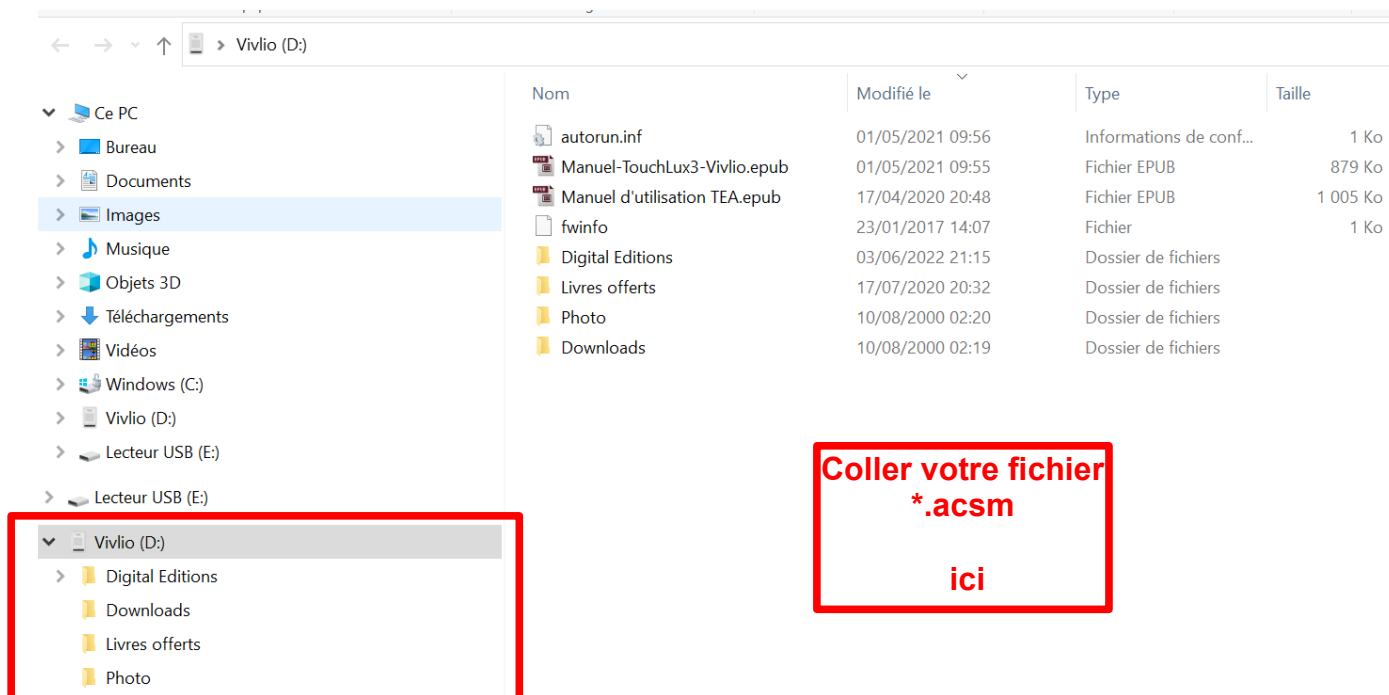 Vivlio (D:)
Ce PC
Bureau
Documents
Images
Musique
Objets 3D
Téléchargements
Vidéos
Windows (C:)
Vivlio (D:)
Lecteur USB (E:)
Lecteur USB (E:)
Vivlio (D:)
Digital Editions
Downloads
Livres offerts
Photo
Nom Modifié le Type Taille
autorun.inf 01/05/2021 09:56 Informations de conf... 1 Ko
Manuel-TouchLux3-Vivlio.epub 01/05/2021 09:55 Fichier EPUB 879 Ko
Manuel d'utilisation TEA.epub 17/04/2020 20:48 Fichier EPUB 1 005 Ko
fwinfo 23/01/2017 14:07 Fichier 1 Ko
Digital Editions 03/06/2022 21:15 Dossier de fichiers
Livres offerts 17/07/2020 20:32 Dossier de fichiers
Photo 10/08/2000 02:20 Dossier de fichiers
Downloads 10/08/2000 02:19 Dossier de fichiers
Coller votre fichier
*.acsm
ici